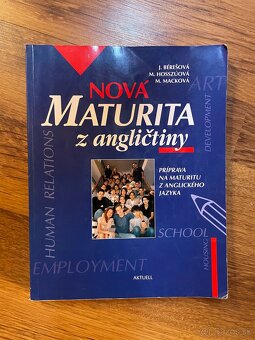 J. BÉREŠOVÁ
M. HOSSZÚOVÁ
M. MACKOVÁ
NOVÁ
ART
MATURITA
z angličtiny
DEVELOPMENT
HUMAN RELATIONS
PRÍPRAVA
NA MATURITU
Z ANGLICKÉHO
JAZYKA
SCHOOL
HOUSING
EMPLOYMENT
AKTUELL